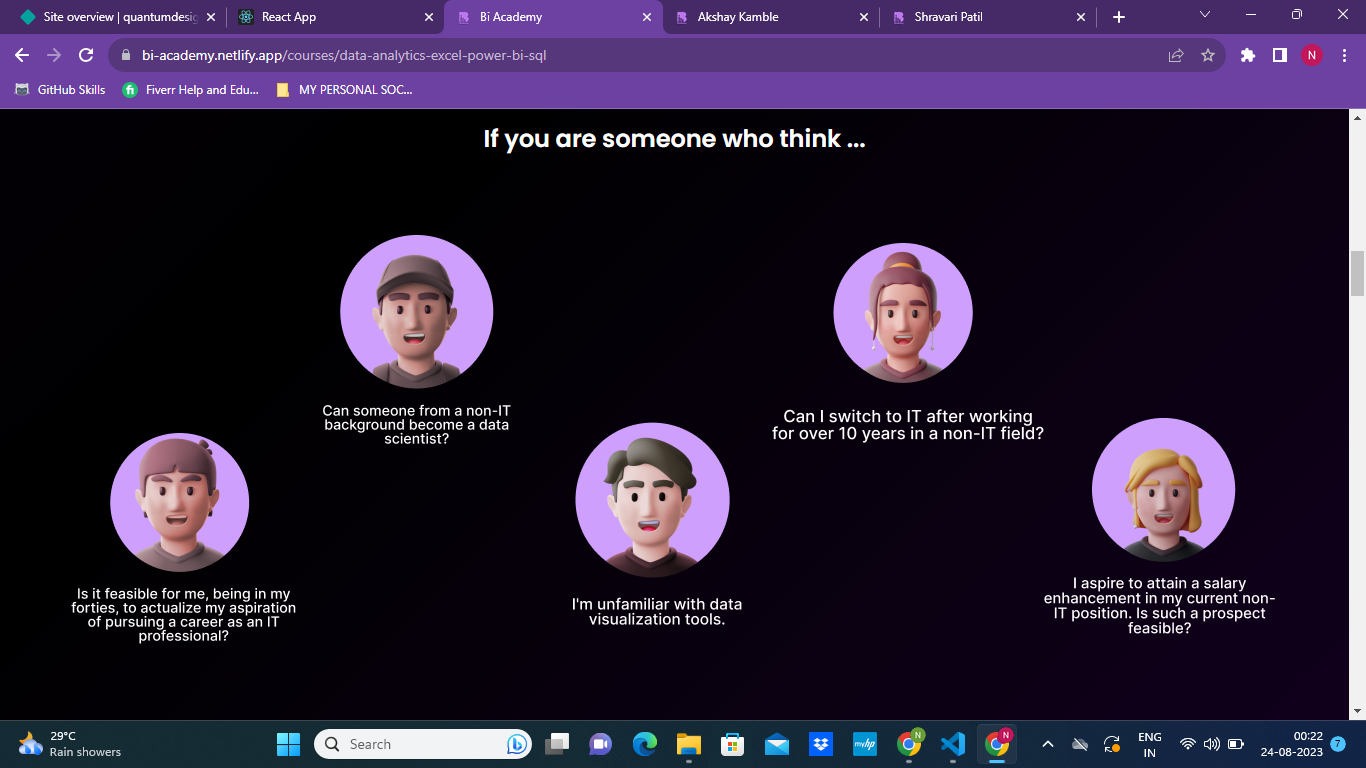 Site overview | quantumdesig
React App
Bi Academy
Akshay Kamble
Shravari Patil
bi-academy.netlify.app/courses/data-analytics-excel-power-bi-sql
N
GitHub Skills
fi
Fiverr Help and Edu...
MY PERSONAL SOC...
If you are someone who think ...
Can someone from a non-IT
background become a data
scientist?
Can I switch to IT after working
for over 10 years in a non-IT field?
Is it feasible for me, being in my
forties, to actualize my aspiration
of pursuing a career as an IT
professional?
I'm unfamiliar with data
visualization tools.
I aspire to attain a salary
enhancement in my current non-
IT position. Is such a prospect
feasible?
29°C
Rain showers
Search
myhp
N
N
ENG
IN
00:22
24-08-2023
7